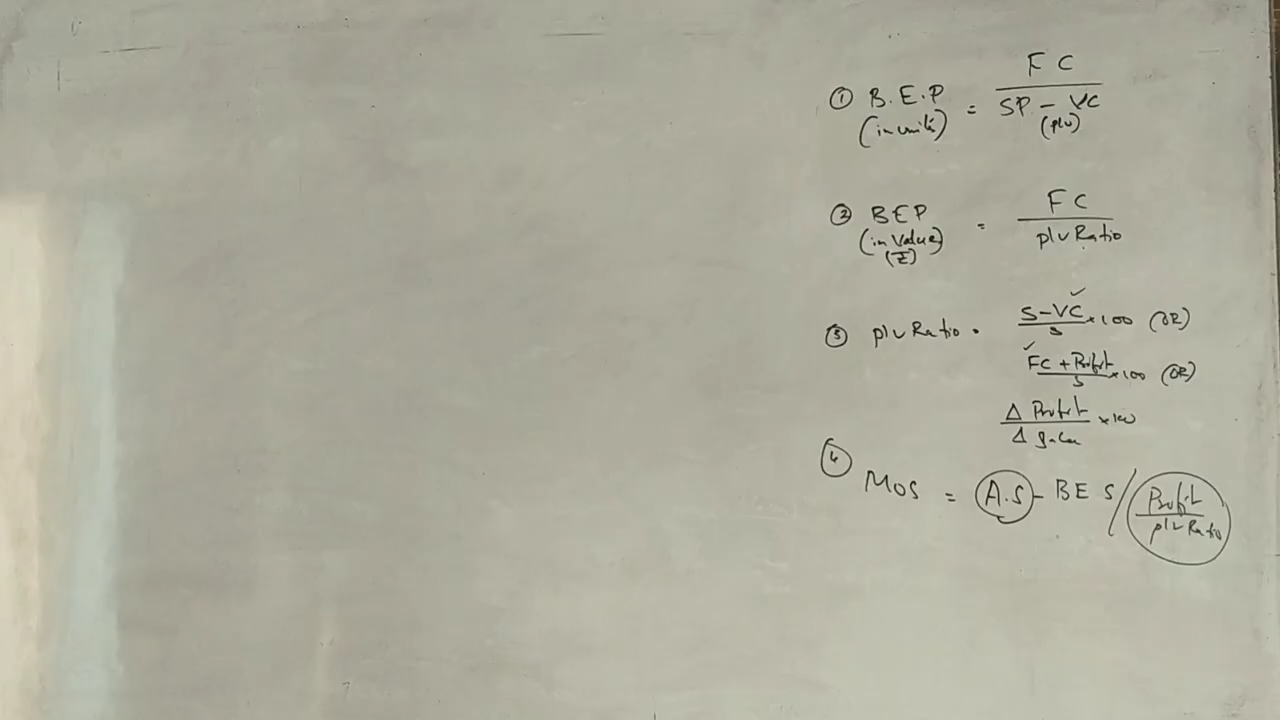 ① B.E.P (in units) = FC / SP - VC (p/u)
② BEP (in Value) (₹) = FC / p/v Ratio
③ p/v Ratio = S-VC / S × 100 (OR)
FC + Profit / S × 100 (OR)
Δ Profit / Δ Sales × 100
④ MOS = A.S - BES / Profit / p/v Ratio